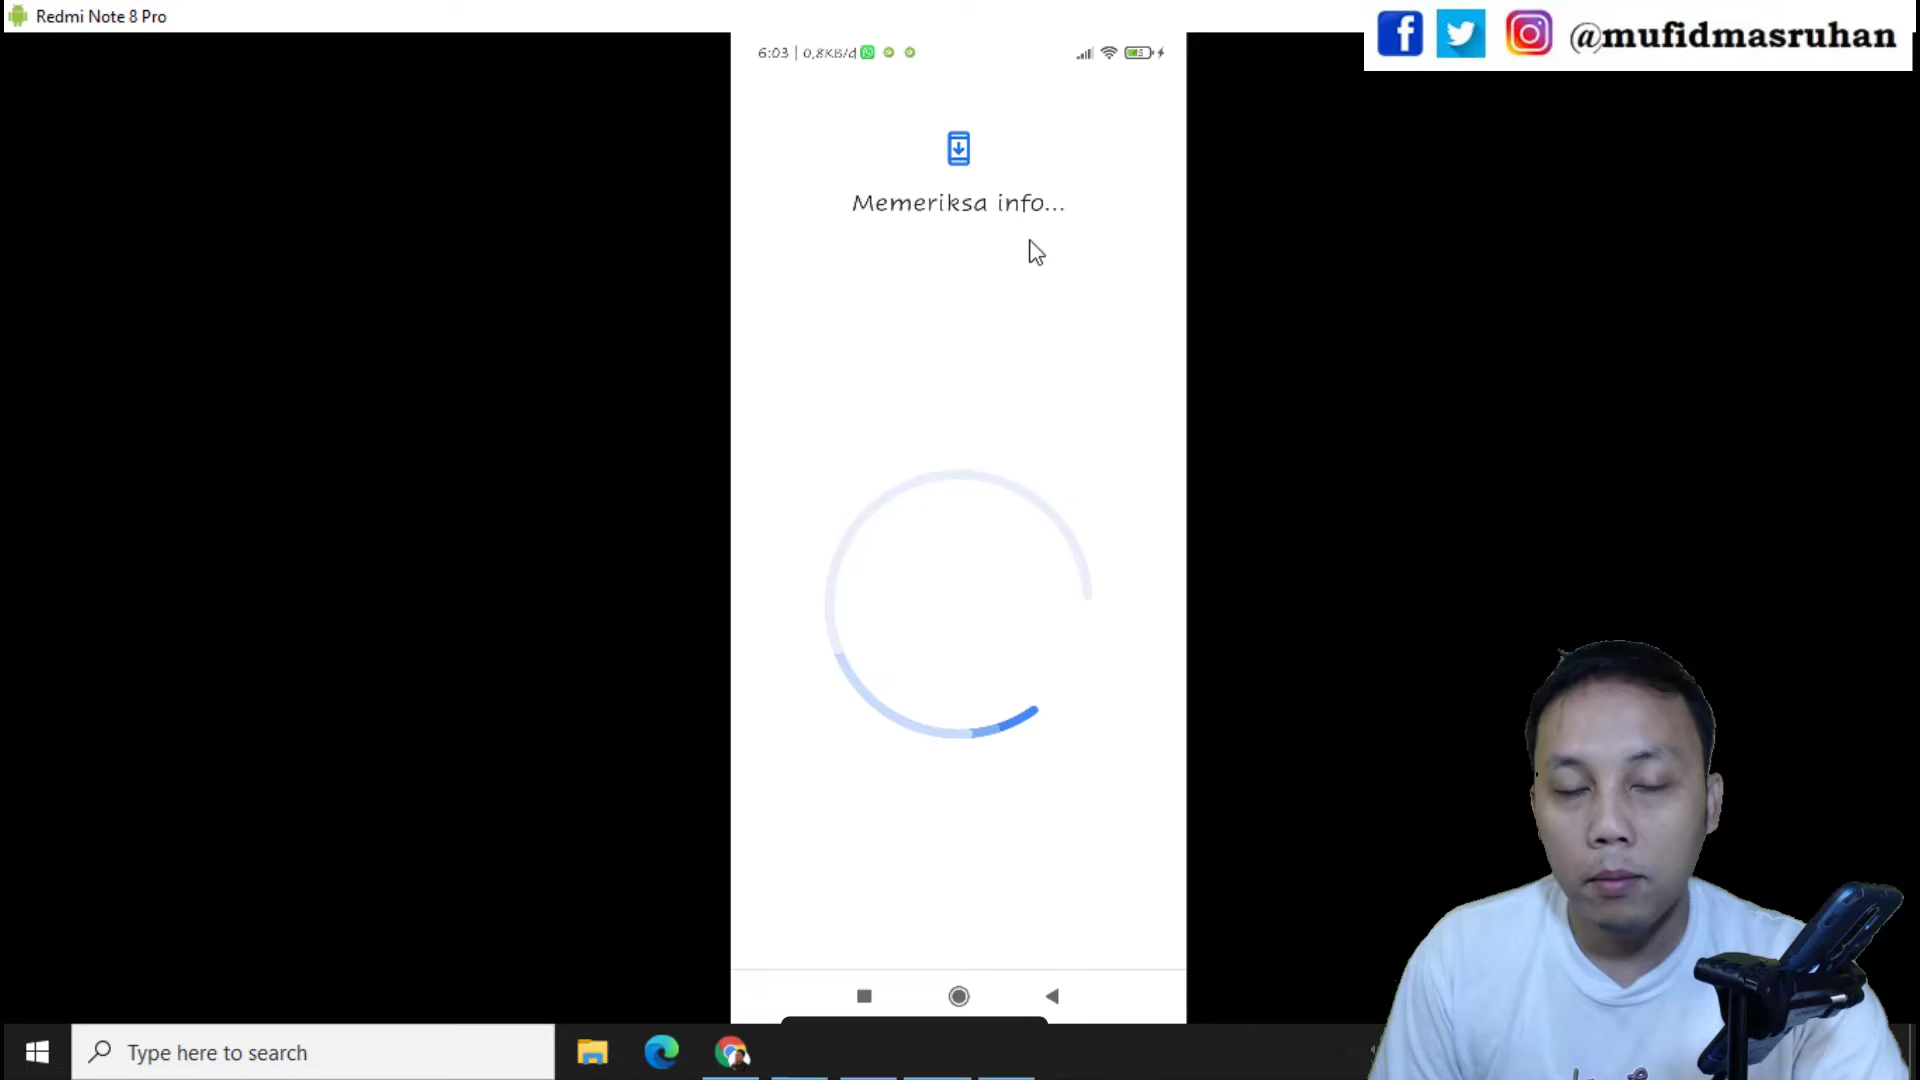 Redmi Note 8 Pro
@mufidmasruhan
6:03 | 0,8KB/d
Memeriksa info...
Type here to search